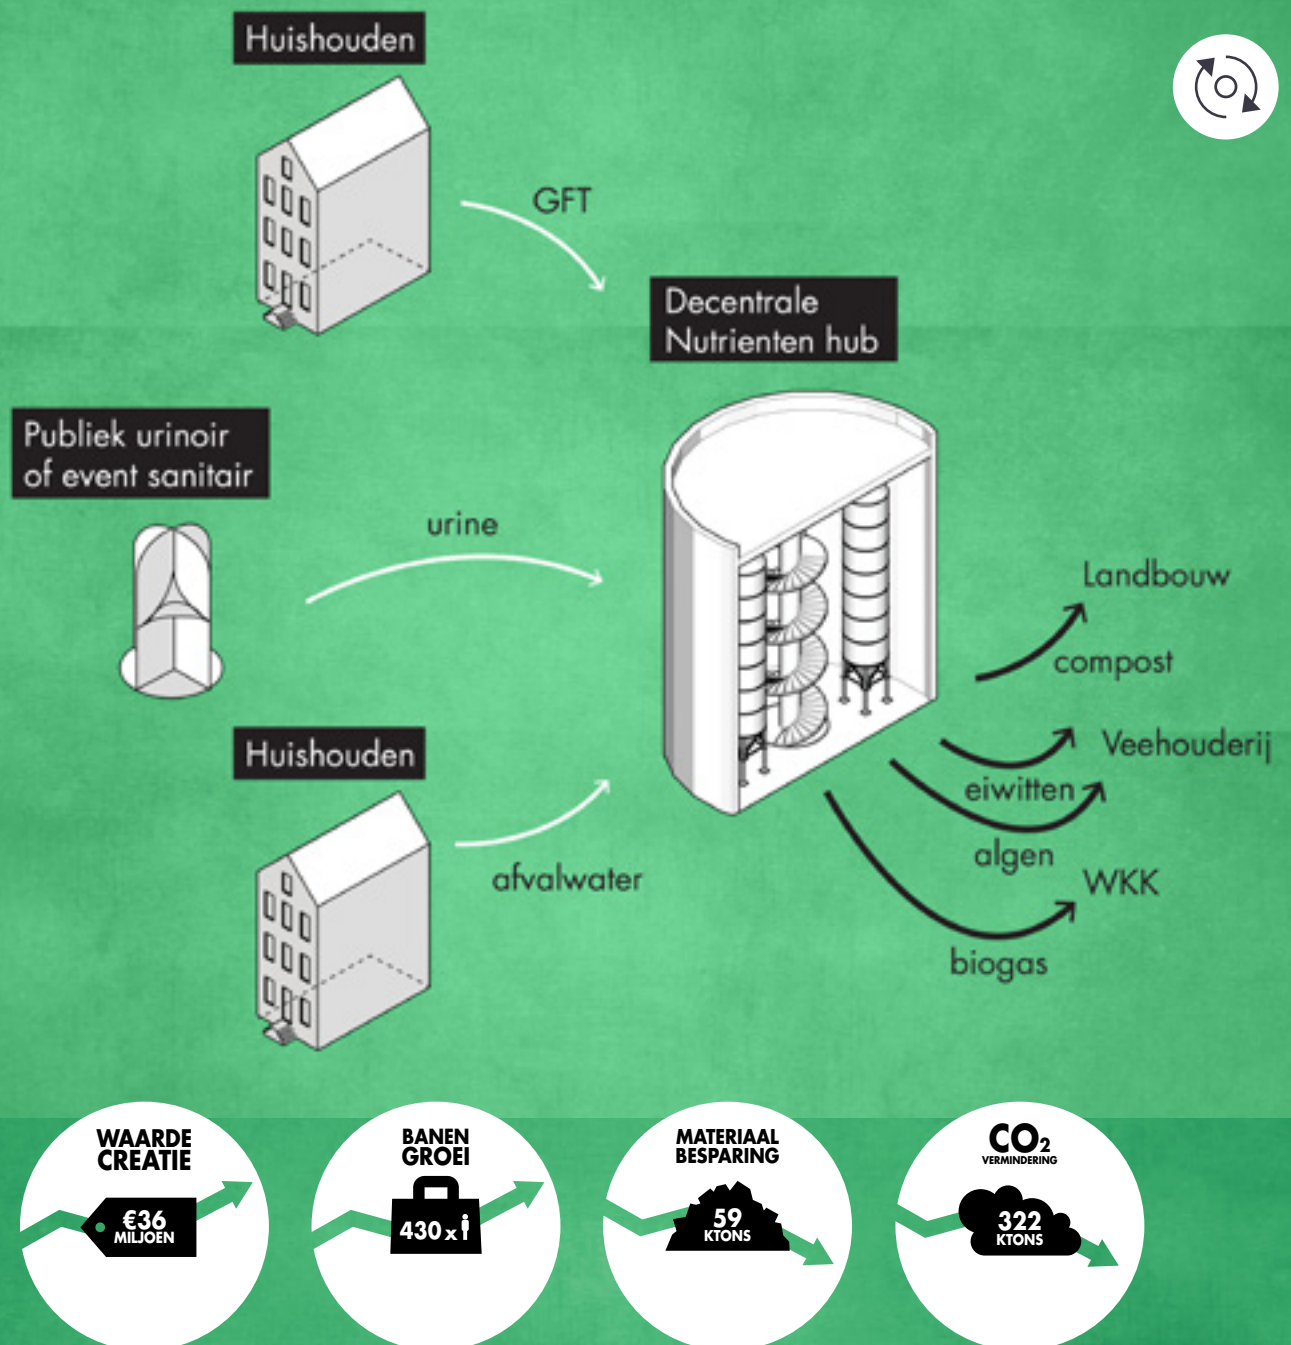 Huishouden
GFT
Decentrale
Nutrienten hub
Publiek urinoir
of event sanitair
urine
Landbouw
compost
Huishouden
Veehouderij
eiwitten
algen
afvalwater
WKK
biogas
WAARDE
CREATIE
€36
MILJOEN
BANEN
GROEI
430 x
MATERIAAL
BESPARING
59
KTONS
CO₂
VERMINDERING
322
KTONS